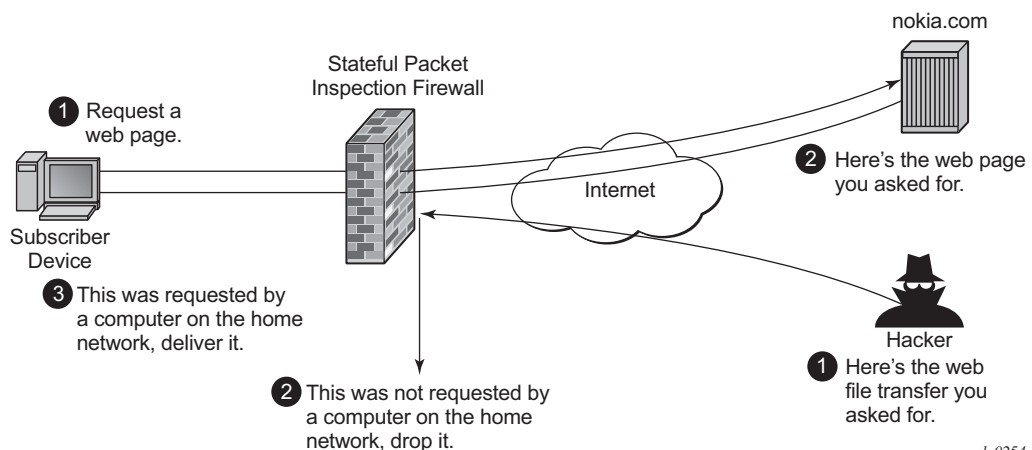 nokia.com
Stateful Packet
Inspection Firewall
1 Request a
web page.
2 Here's the web page
you asked for.
Internet
Subscriber
Device
3 This was requested by
a computer on the home
network, deliver it.
Hacker
1 Here's the web
file transfer you
asked for.
2 This was not requested by
a computer on the home
network, drop it.